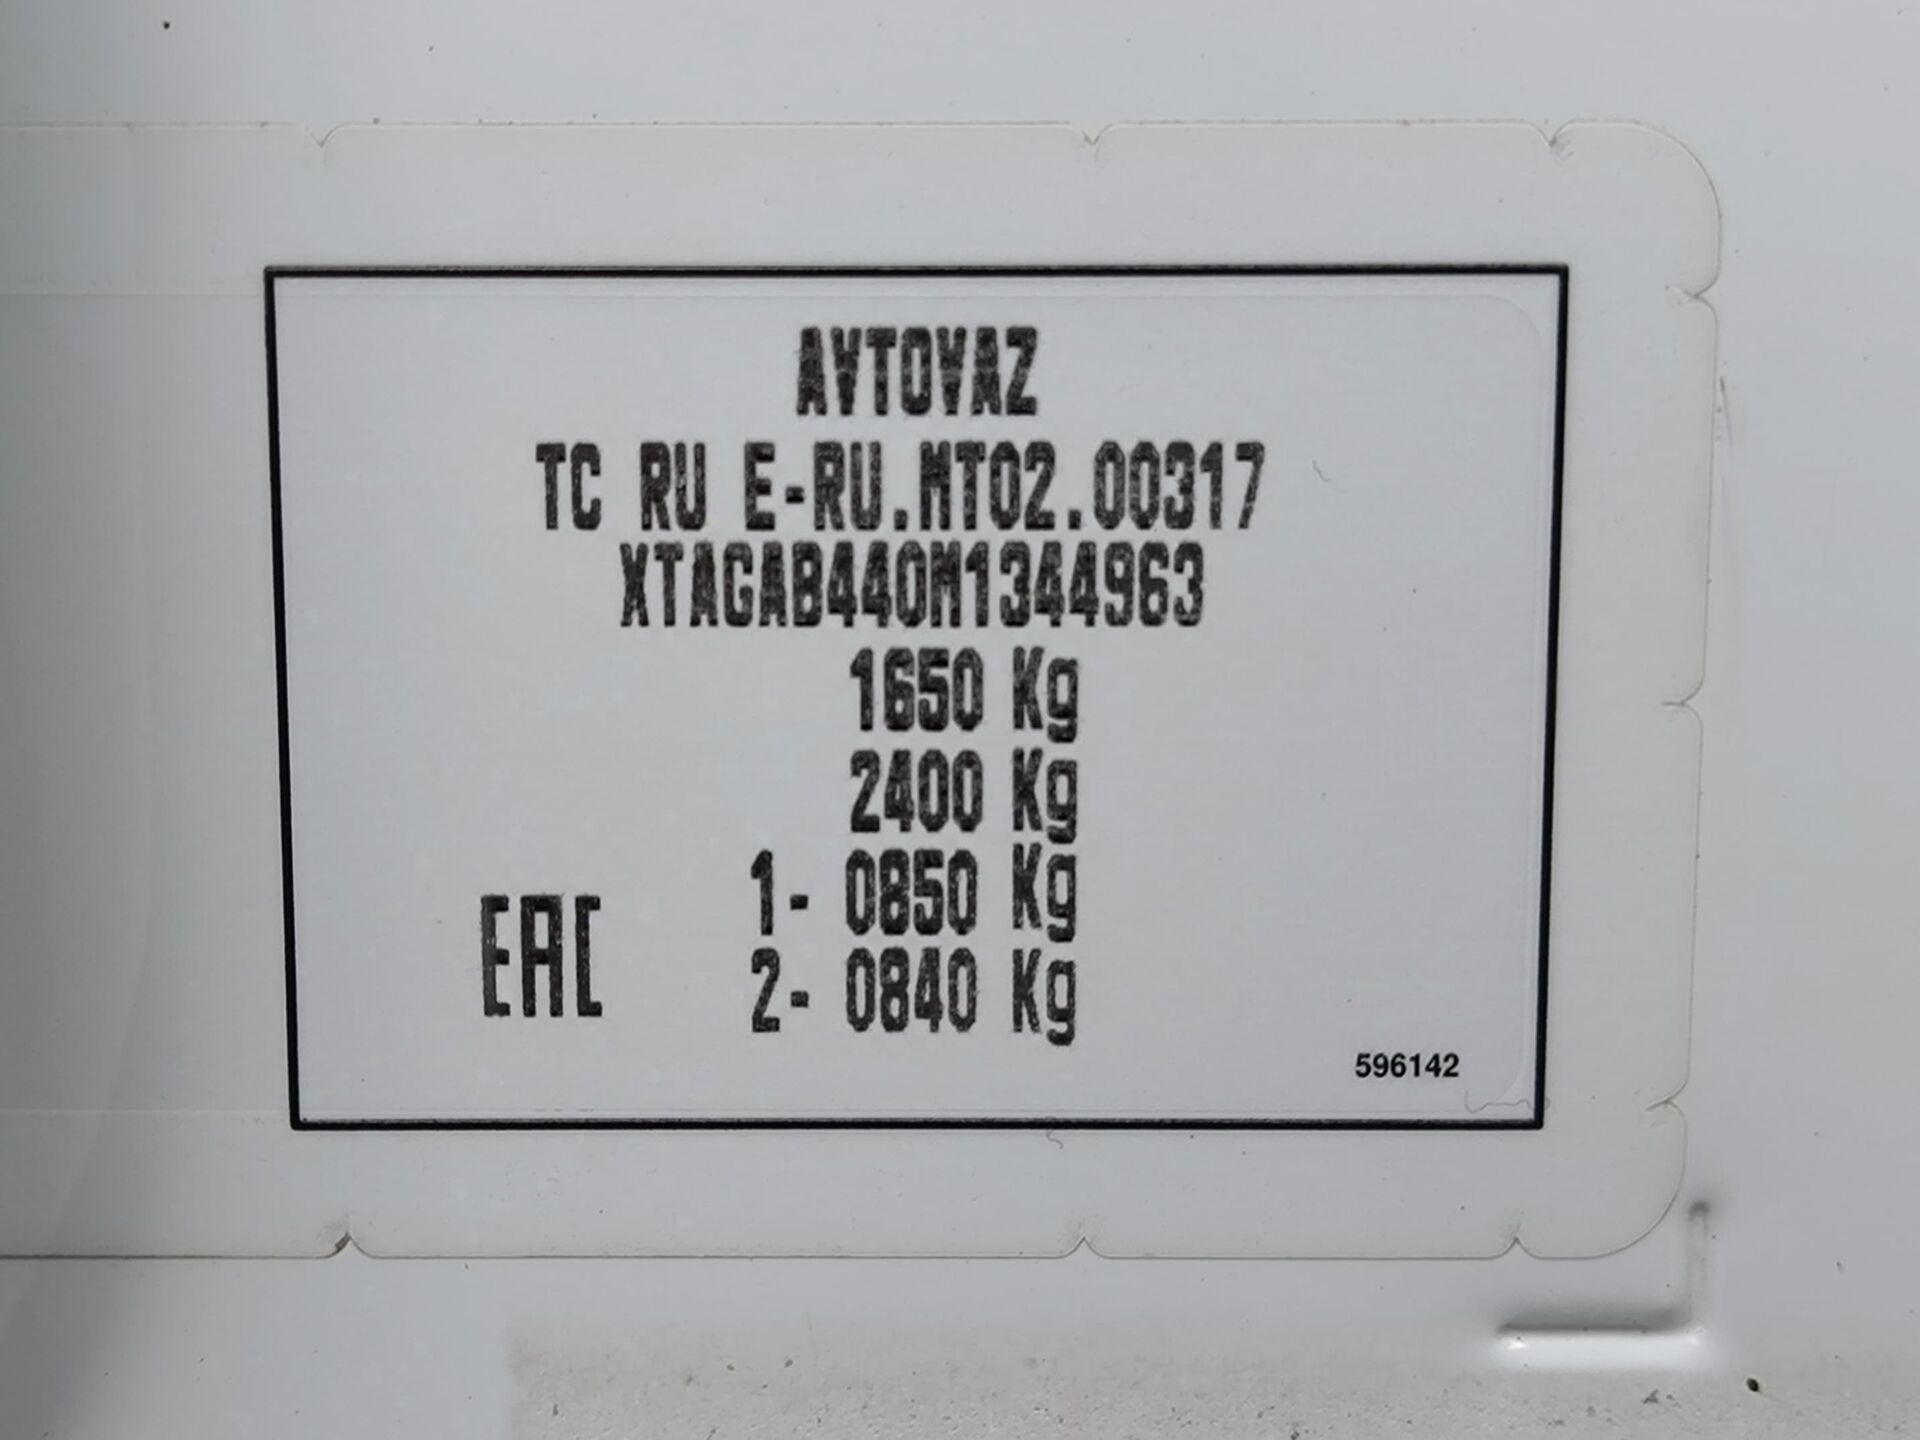 AVTOVAZ
TC RU E-RU.MT02.00317
XTAGAB440M1344963
1650 Kg
2400 Kg
1- 0850 Kg
2- 0840 Kg
EAC
596142